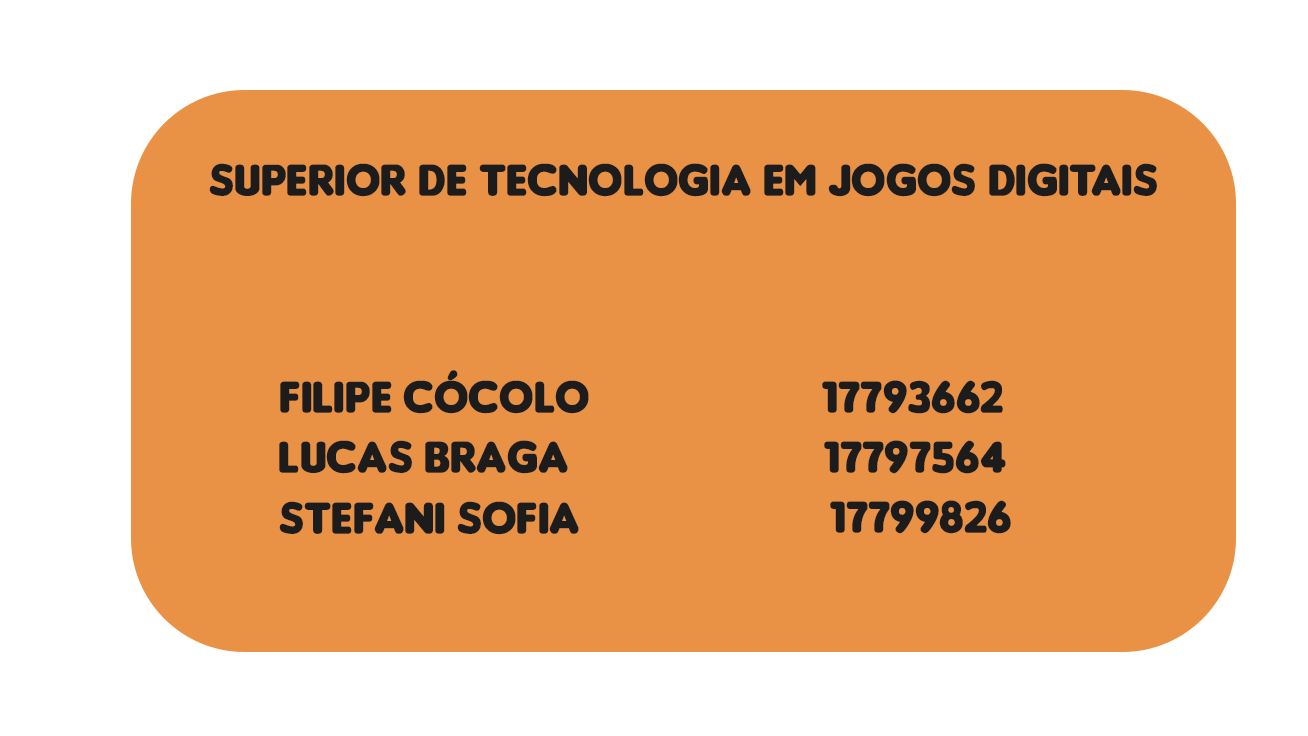 SUPERIOR DE TECNOLOGIA EM JOGOS DIGITAIS
FILIPE CÓCOLO 17793662
LUCAS BRAGA 17797564
STEFANI SOFIA 17799826